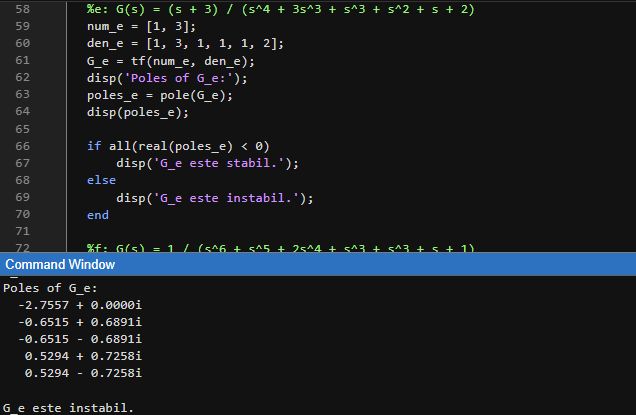 58 %e: G(s) = (s + 3) / (s^4 + 3s^3 + s^3 + s^2 + s + 2)
59 num_e = [1, 3];
60 den_e = [1, 3, 1, 1, 1, 2];
61 G_e = tf(num_e, den_e);
62 disp('Poles of G_e:');
63 poles_e = pole(G_e);
64 disp(poles_e);
65
66 if all(real(poles_e) < 0)
67 disp('G_e este stabil.');
68 else
69 disp('G_e este instabil.');
70 end
71
72 %f: G(s) = 1 / (s^6 + s^5 + 2s^4 + s^3 + s^3 + s + 1)
Command Window
Poles of G_e:
-2.7557 + 0.0000i
-0.6515 + 0.6891i
-0.6515 - 0.6891i
0.5294 + 0.7258i
0.5294 - 0.7258i
G_e este instabil.